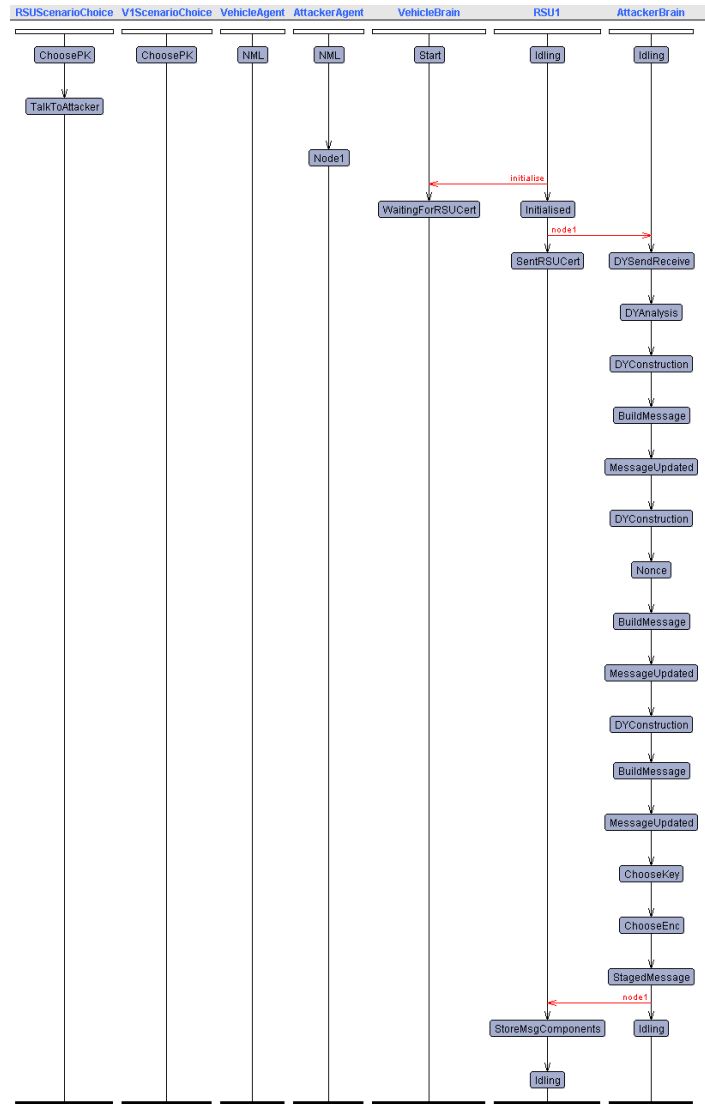 RSUScenarioChoice V1ScenarioChoice VehicleAgent AttackerAgent VehicleBrain RSU1 AttackerBrain
ChoosePK ChoosePK NML NML Start Idling Idling
TalkToAttacker
Node1
initialise
WaitingForRSUCert Initialised
node1
SentRSUCert DYSendReceive
DYAnalysis
DYConstruction
BuildMessage
MessageUpdated
DYConstruction
Nonce
BuildMessage
MessageUpdated
DYConstruction
BuildMessage
MessageUpdated
ChooseKey
ChooseEnc
StagedMessage
node1
StoreMsgComponents Idling
Idling